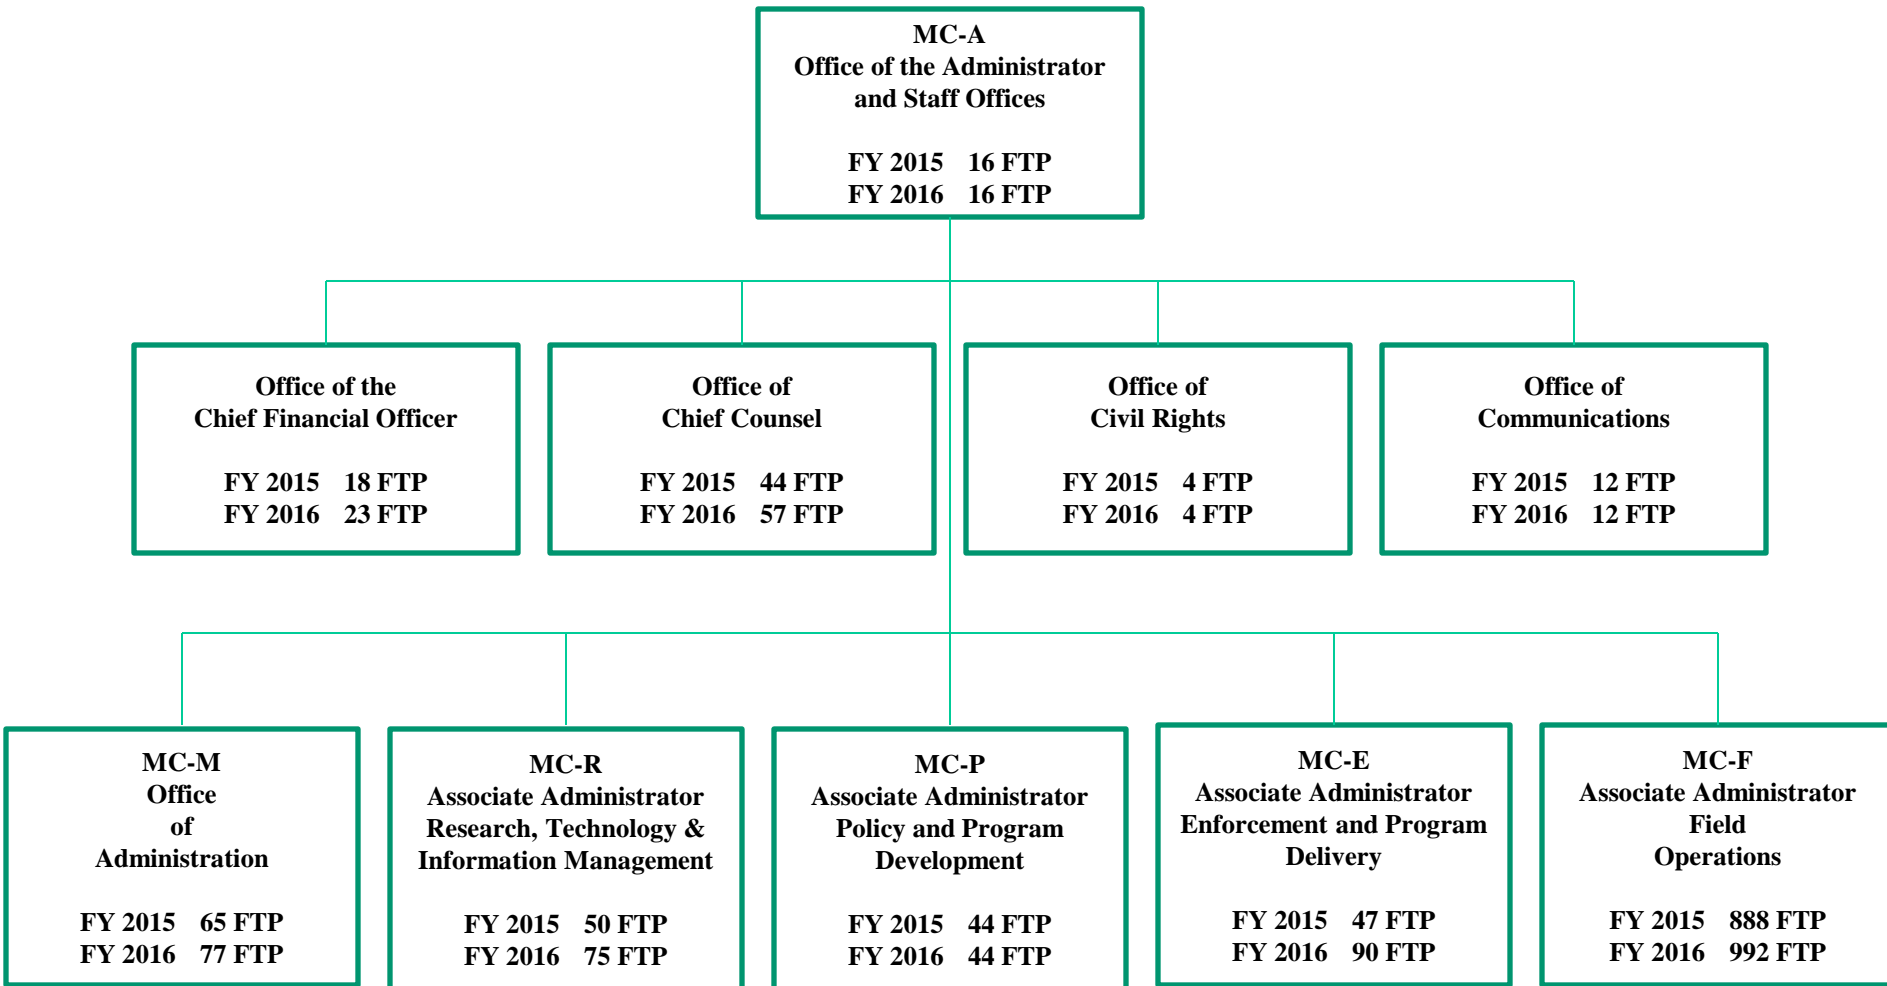 MC-A
Office of the Administrator
and Staff Offices
FY 2015 16 FTP
FY 2016 16 FTP
Office of the
Chief Financial Officer
FY 2015 18 FTP
FY 2016 23 FTP
Office of
Chief Counsel
FY 2015 44 FTP
FY 2016 57 FTP
Office of
Civil Rights
FY 2015 4 FTP
FY 2016 4 FTP
Office of
Communications
FY 2015 12 FTP
FY 2016 12 FTP
MC-M
Office
of
Administration
FY 2015 65 FTP
FY 2016 77 FTP
MC-R
Associate Administrator
Research, Technology &
Information Management
FY 2015 50 FTP
FY 2016 75 FTP
MC-P
Associate Administrator
Policy and Program
Development
FY 2015 44 FTP
FY 2016 44 FTP
MC-E
Associate Administrator
Enforcement and Program
Delivery
FY 2015 47 FTP
FY 2016 90 FTP
MC-F
Associate Administrator
Field
Operations
FY 2015 888 FTP
FY 2016 992 FTP